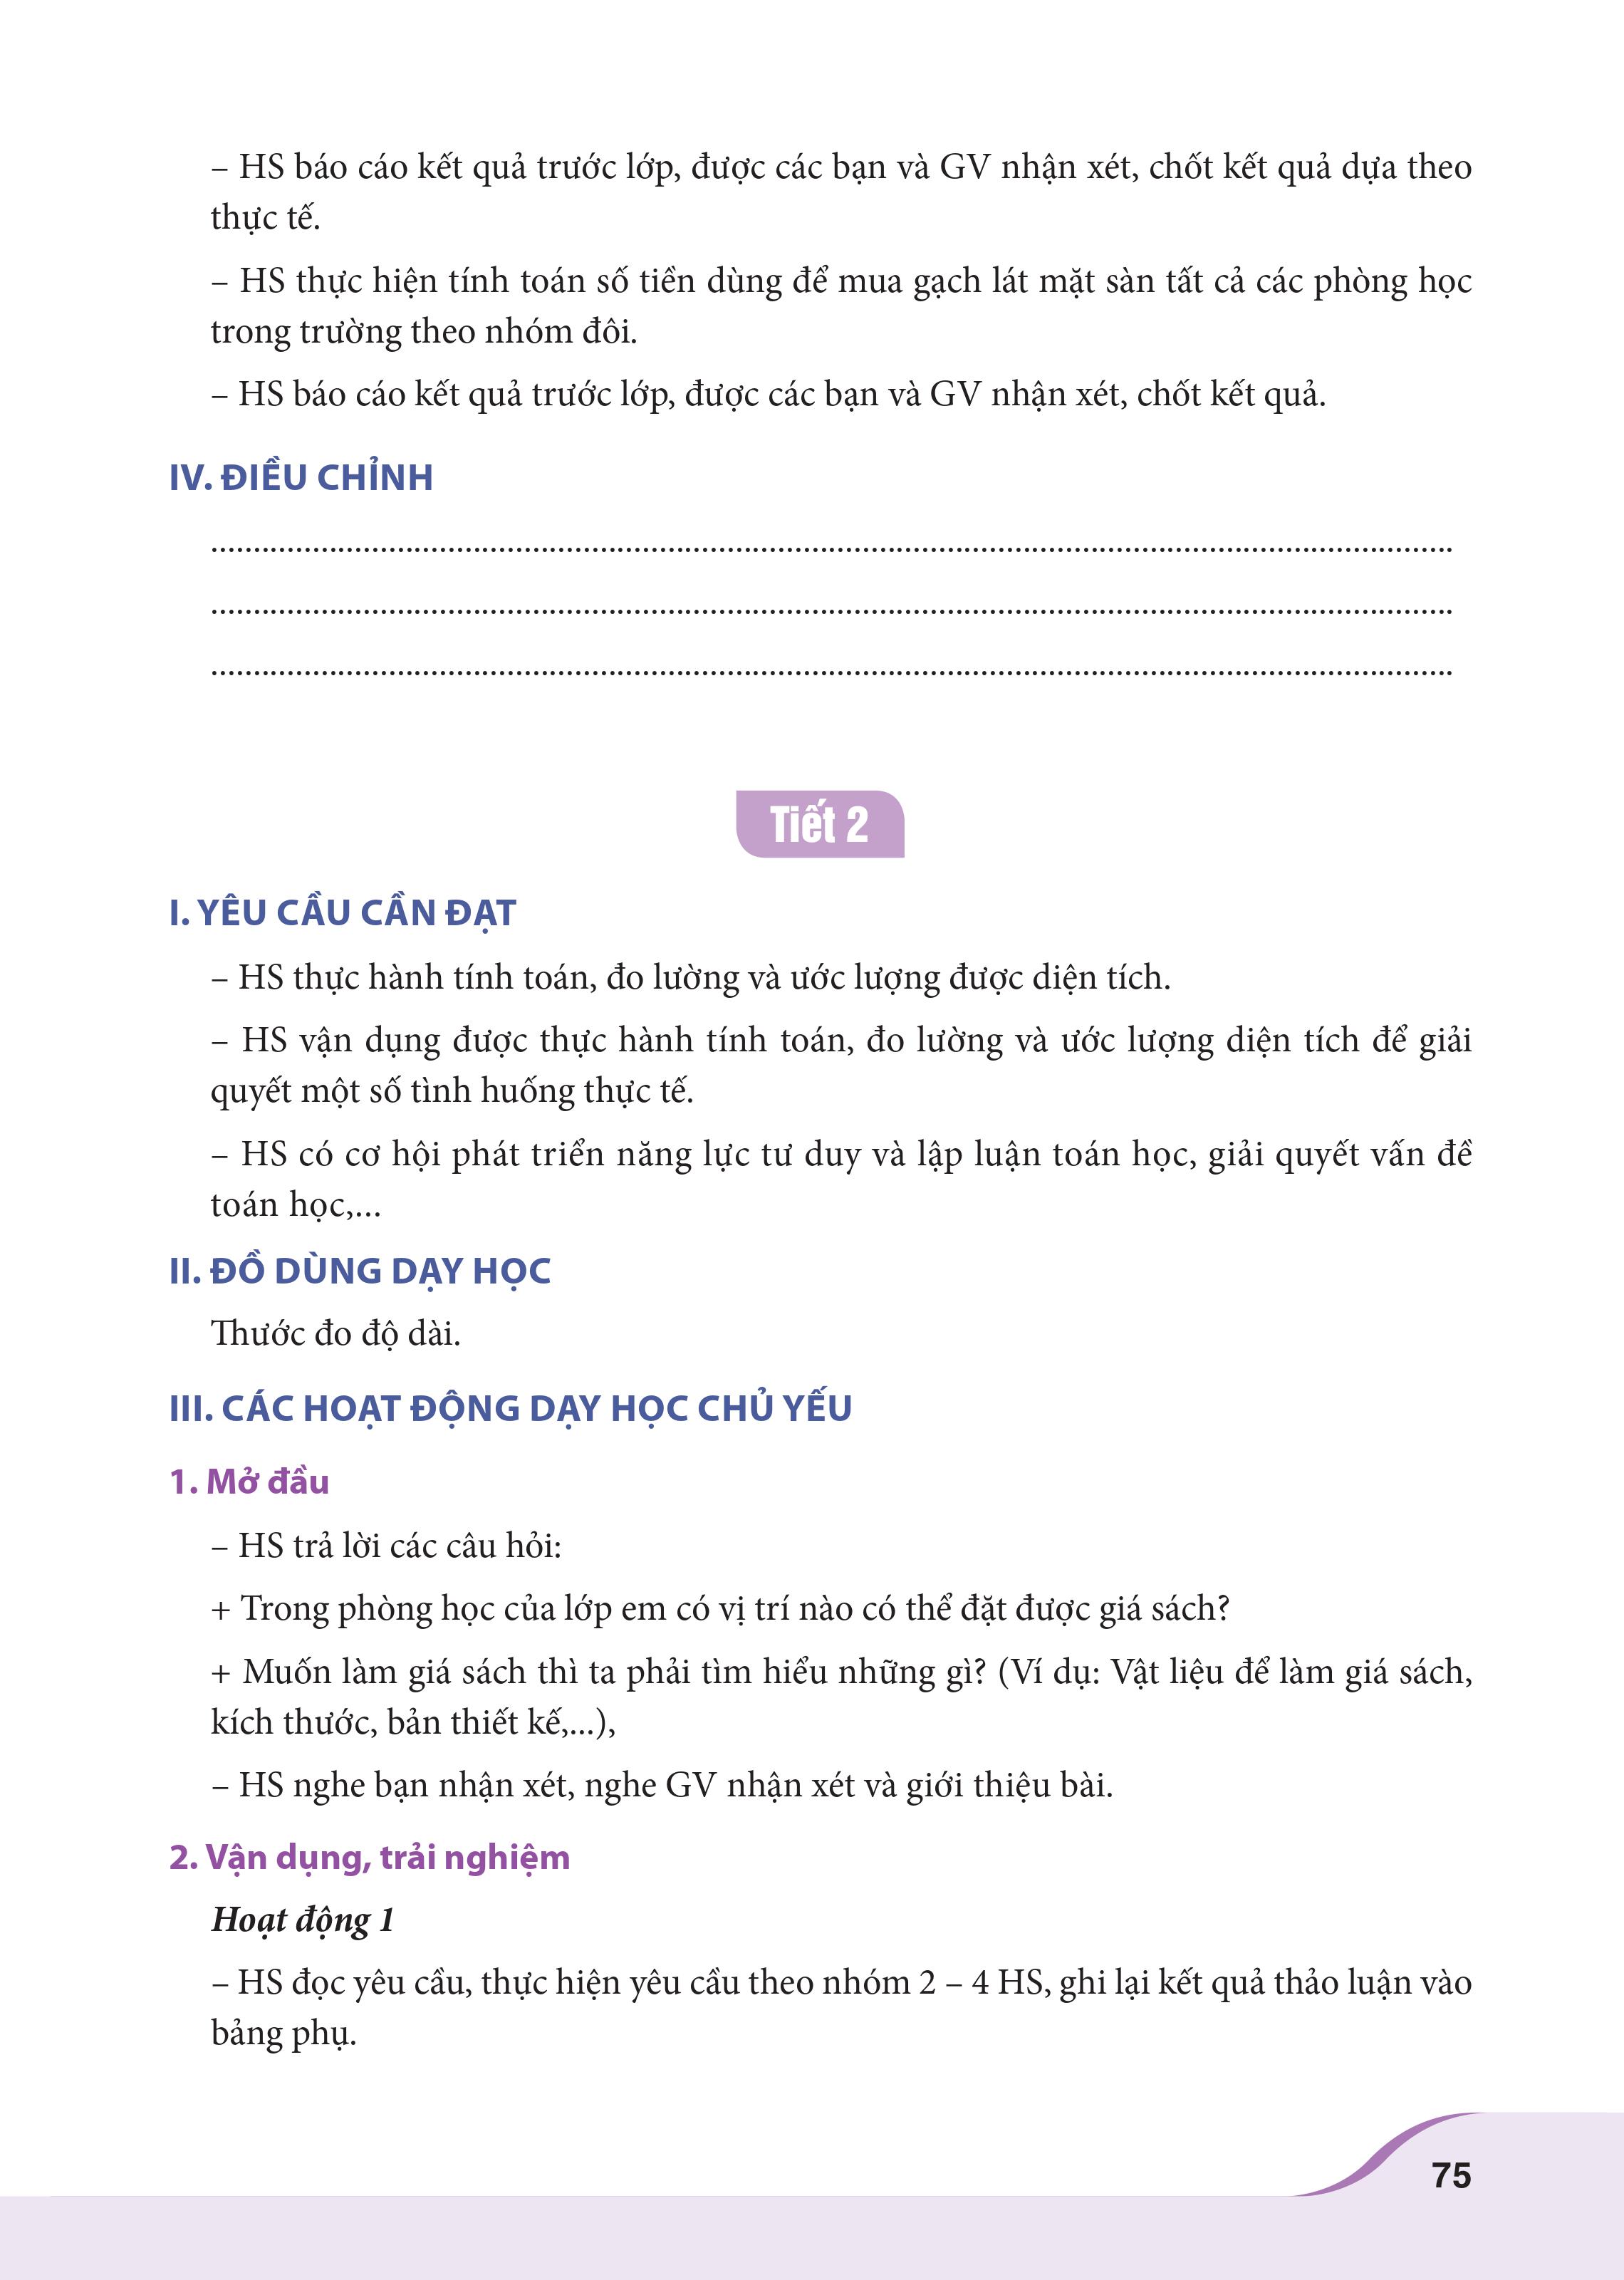 – HS báo cáo kết quả trước lớp, được các bạn và GV nhận xét, chốt kết quả dựa theo
thực tế.
– HS thực hiện tính toán số tiền dùng để mua gạch lát mặt sàn tất cả các phòng học
trong trường theo nhóm đôi.
– HS báo cáo kết quả trước lớp, được các bạn và GV nhận xét, chốt kết quả.
IV. ĐIỀU CHỈNH
....................................................................................................................................................
....................................................................................................................................................
....................................................................................................................................................
Tiết 2
I. YÊU CẦU CẦN ĐẠT
– HS thực hành tính toán, đo lường và ước lượng được diện tích.
– HS vận dụng được thực hành tính toán, đo lường và ước lượng diện tích để giải
quyết một số tình huống thực tế.
– HS có cơ hội phát triển năng lực tư duy và lập luận toán học, giải quyết vấn đề
toán học,...
II. ĐỒ DÙNG DẠY HỌC
Thước đo độ dài.
III. CÁC HOẠT ĐỘNG DẠY HỌC CHỦ YẾU
1. Mở đầu
– HS trả lời các câu hỏi:
+ Trong phòng học của lớp em có vị trí nào có thể đặt được giá sách?
+ Muốn làm giá sách thì ta phải tìm hiểu những gì? (Ví dụ: Vật liệu để làm giá sách,
kích thước, bản thiết kế,...),
– HS nghe bạn nhận xét, nghe GV nhận xét và giới thiệu bài.
2. Vận dụng, trải nghiệm
Hoạt động 1
– HS đọc yêu cầu, thực hiện yêu cầu theo nhóm 2 – 4 HS, ghi lại kết quả thảo luận vào
bảng phụ.
75